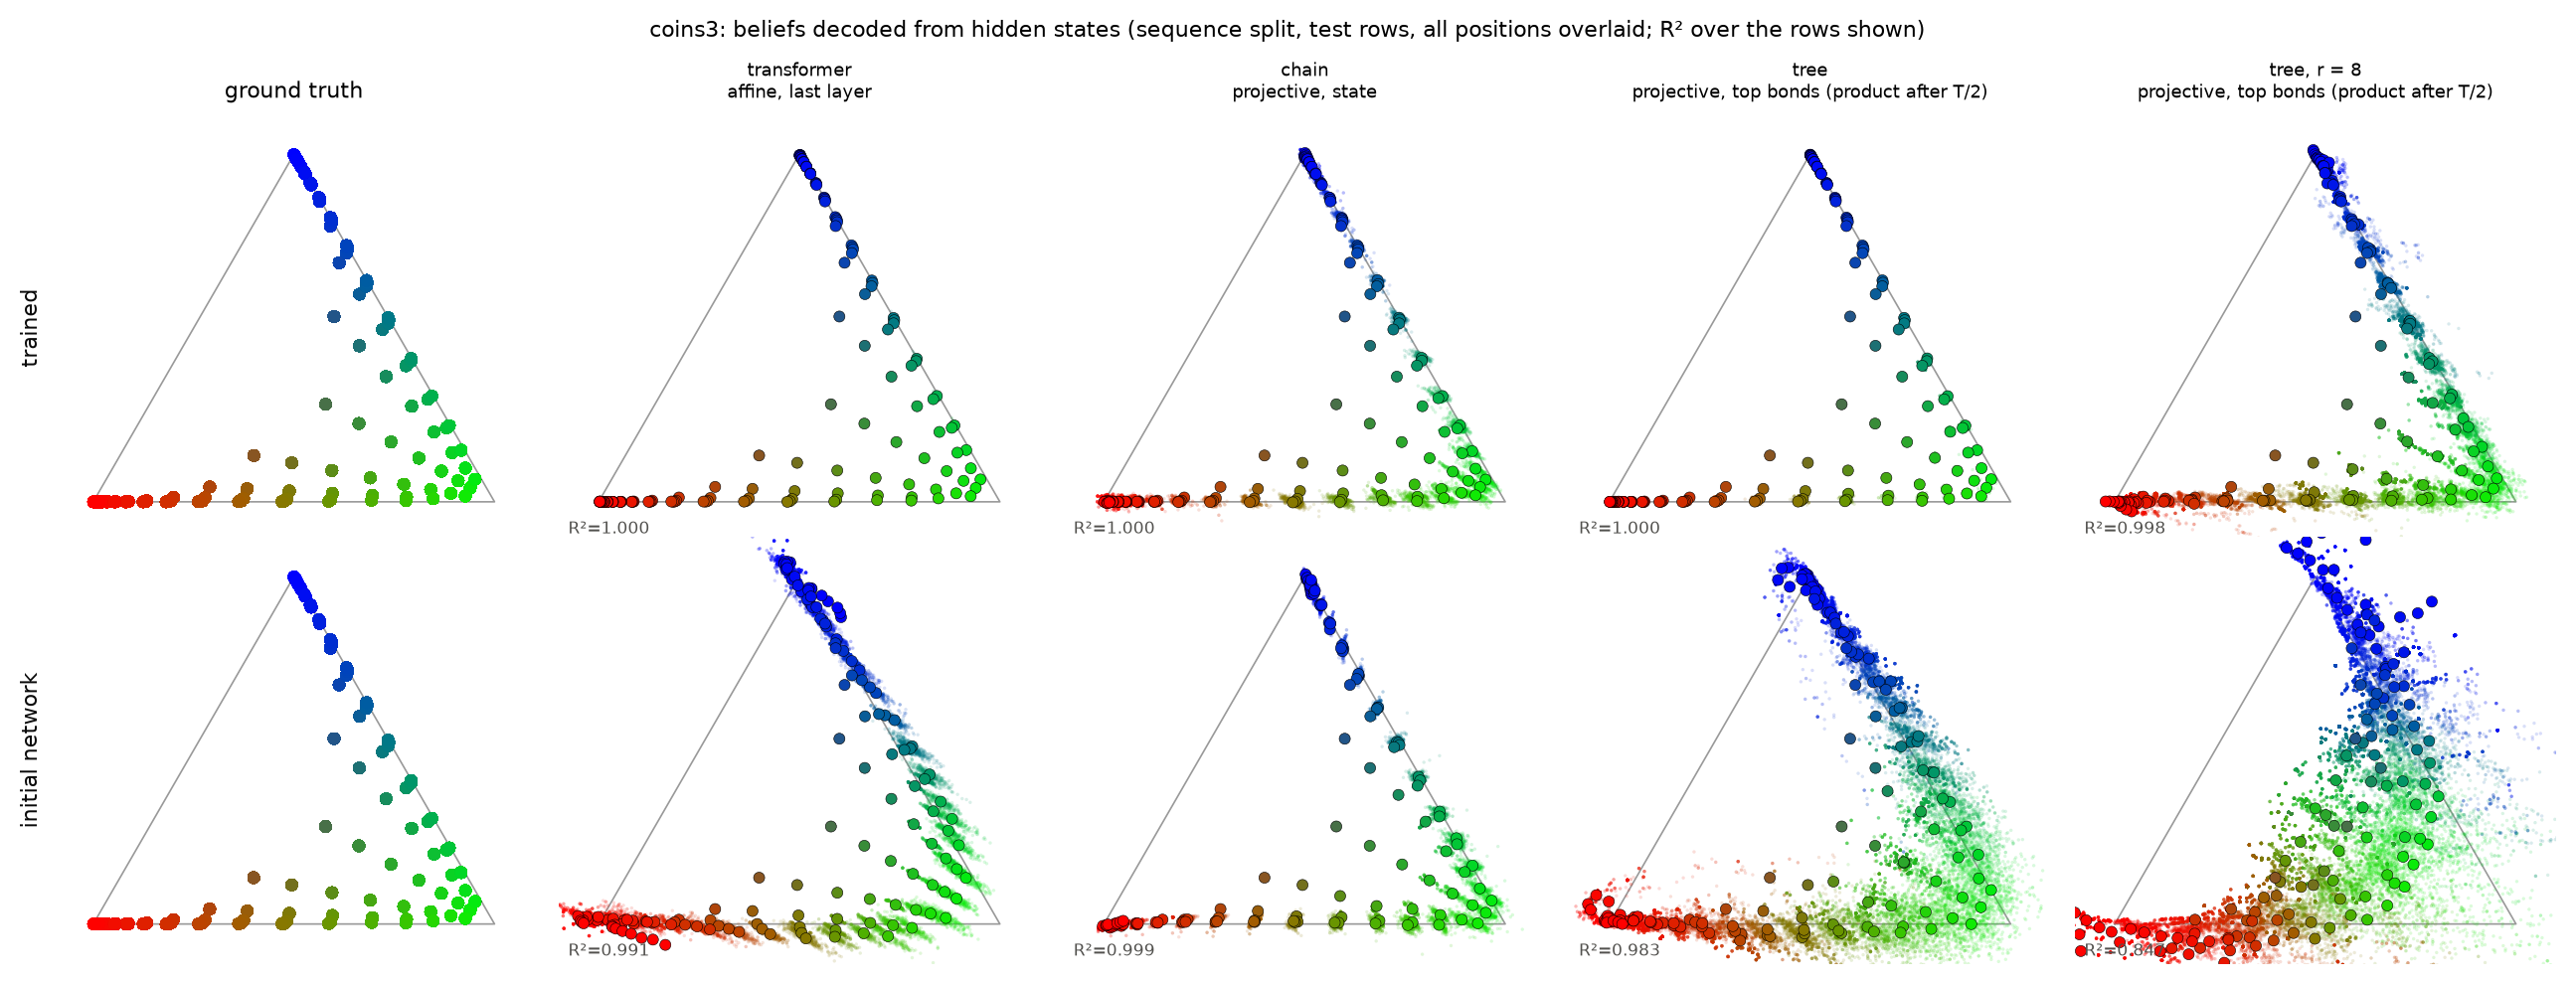 coins3: beliefs decoded from hidden states (sequence split, test rows, all positions overlaid; R² over the rows shown)
ground truth
transformer
affine, last layer
chain
projective, state
tree
projective, top bonds (product after T/2)
tree, r = 8
projective, top bonds (product after T/2)
trained
R²=1.000
R²=1.000
R²=1.000
R²=0.998
initial network
R²=0.991
R²=0.999
R²=0.983